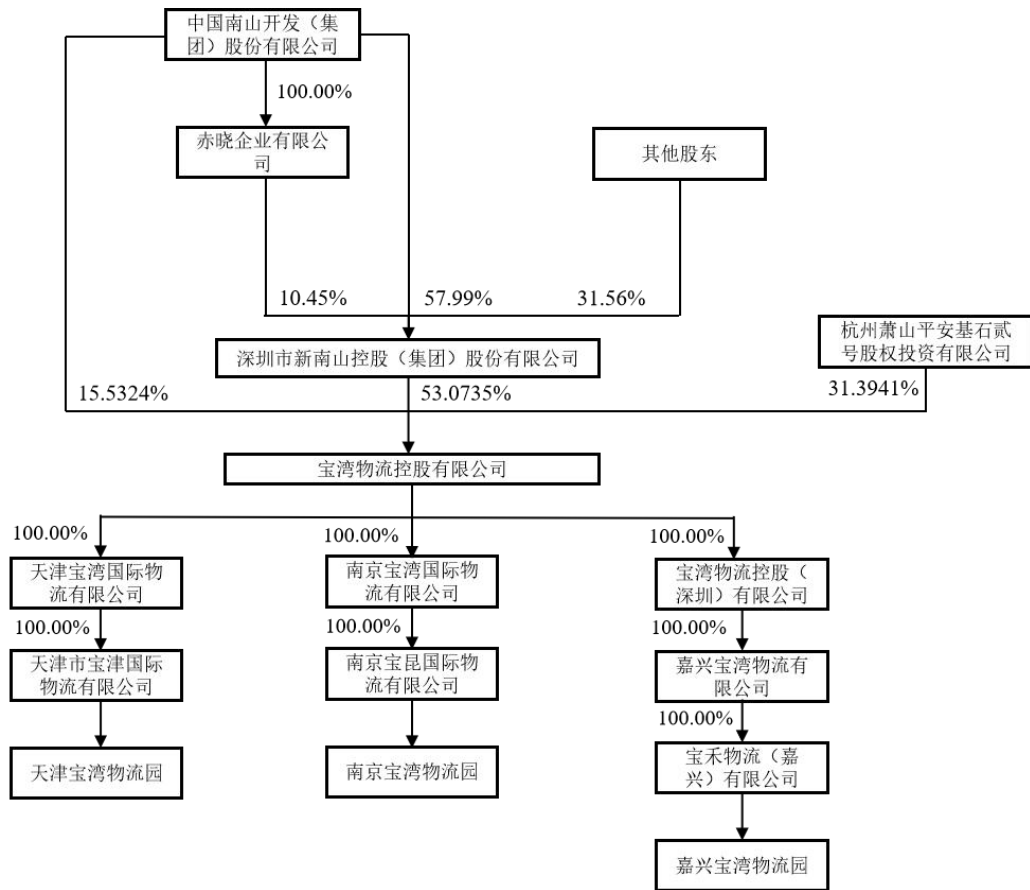 中国南山开发（集
团）股份有限公司
100.00%
赤晓企业有限公
司
其他股东
10.45%
57.99%
31.56%
深圳市新南山控股（集团）股份有限公司
杭州萧山平安基石贰
号股权投资有限公司
15.5324%
53.0735%
31.3941%
宝湾物流控股有限公司
100.00%
100.00%
100.00%
天津宝湾国际物
流有限公司
南京宝湾国际物
流有限公司
宝湾物流控股（
深圳）有限公司
100.00%
100.00%
100.00%
天津市宝津国际
物流有限公司
南京宝昆国际物
流有限公司
嘉兴宝湾物流有
限公司
100.00%
天津宝湾物流园
南京宝湾物流园
宝禾物流（嘉
兴）有限公司
嘉兴宝湾物流园